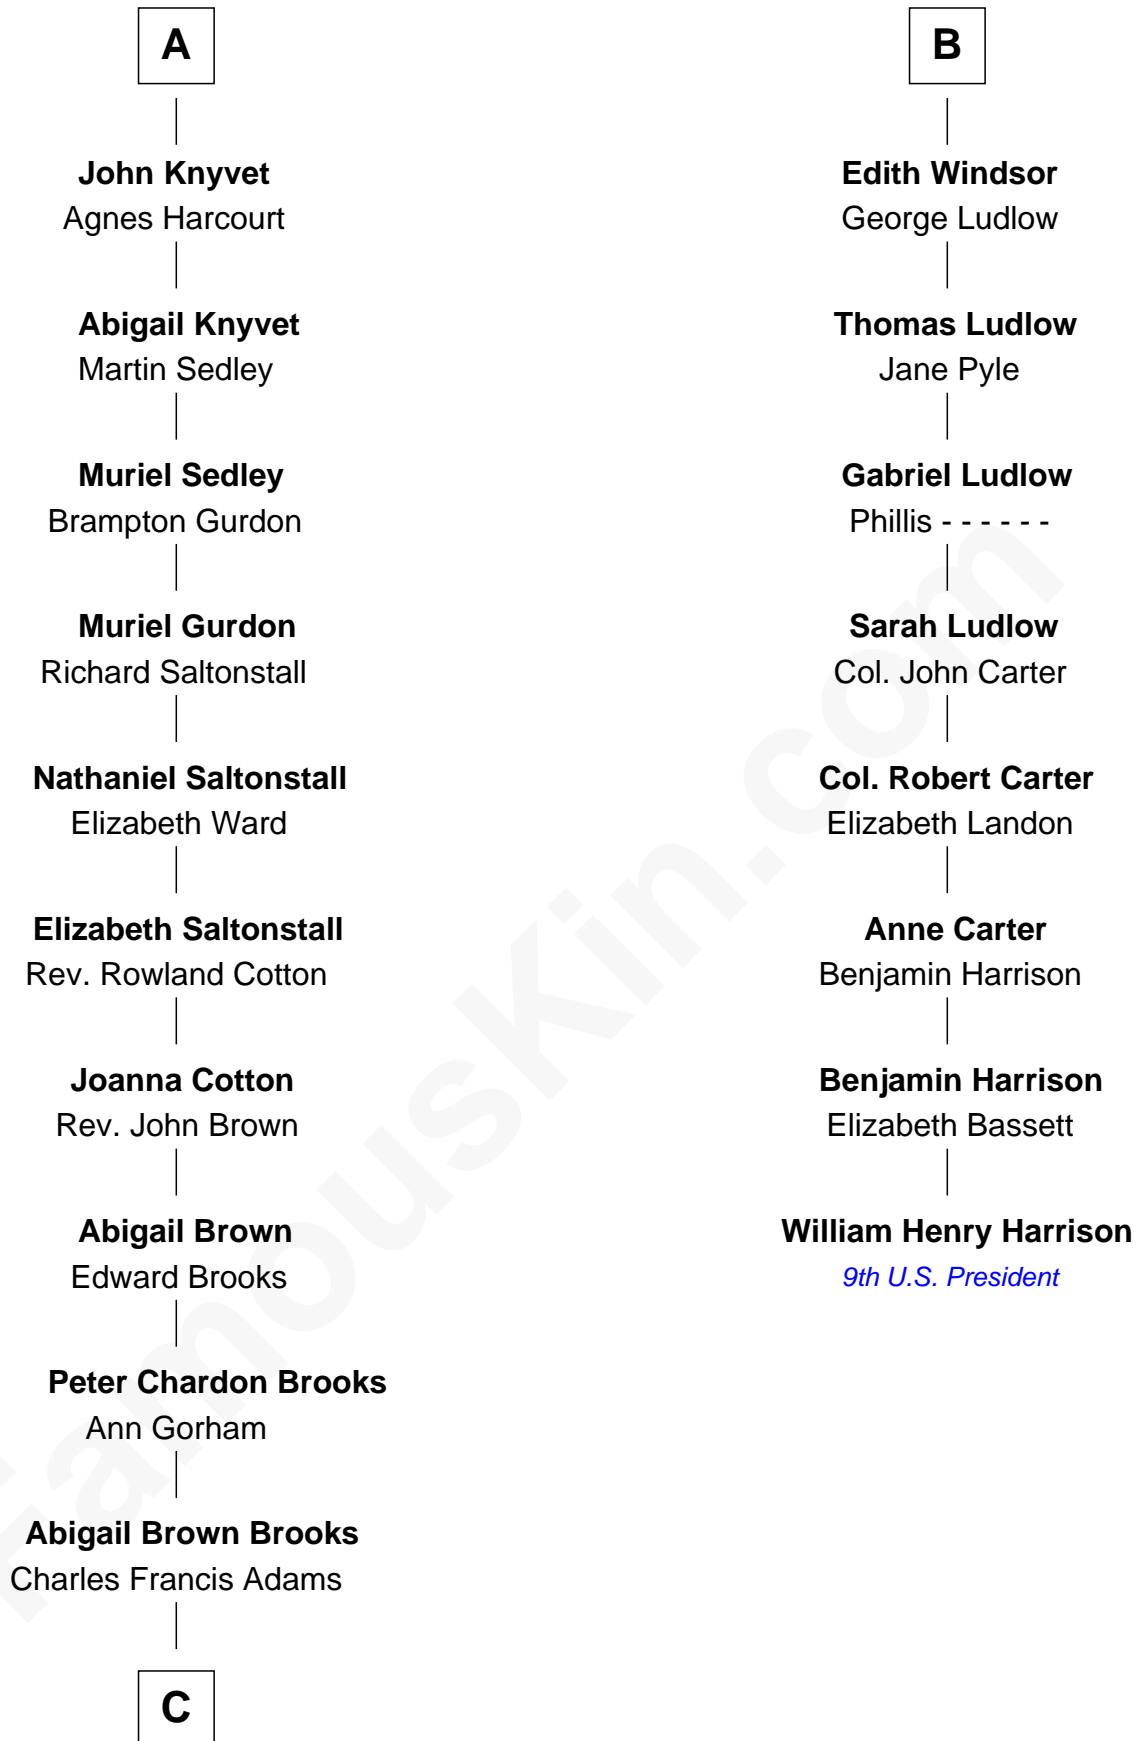 A
John Knyvet
Agnes Harcourt
Abigail Knyvet
Martin Sedley
Muriel Sedley
Brampton Gurdon
Muriel Gurdon
Richard Saltonstall
Nathaniel Saltonstall
Elizabeth Ward
Elizabeth Saltonstall
Rev. Rowland Cotton
Joanna Cotton
Rev. John Brown
Abigail Brown
Edward Brooks
Peter Chardon Brooks
Ann Gorham
Abigail Brown Brooks
Charles Francis Adams
C
B
Edith Windsor
George Ludlow
Thomas Ludlow
Jane Pyle
Gabriel Ludlow
Phillis - - - - - -
Sarah Ludlow
Col. John Carter
Col. Robert Carter
Elizabeth Landon
Anne Carter
Benjamin Harrison
Benjamin Harrison
Elizabeth Bassett
William Henry Harrison
9th U.S. President
FamousKin.com